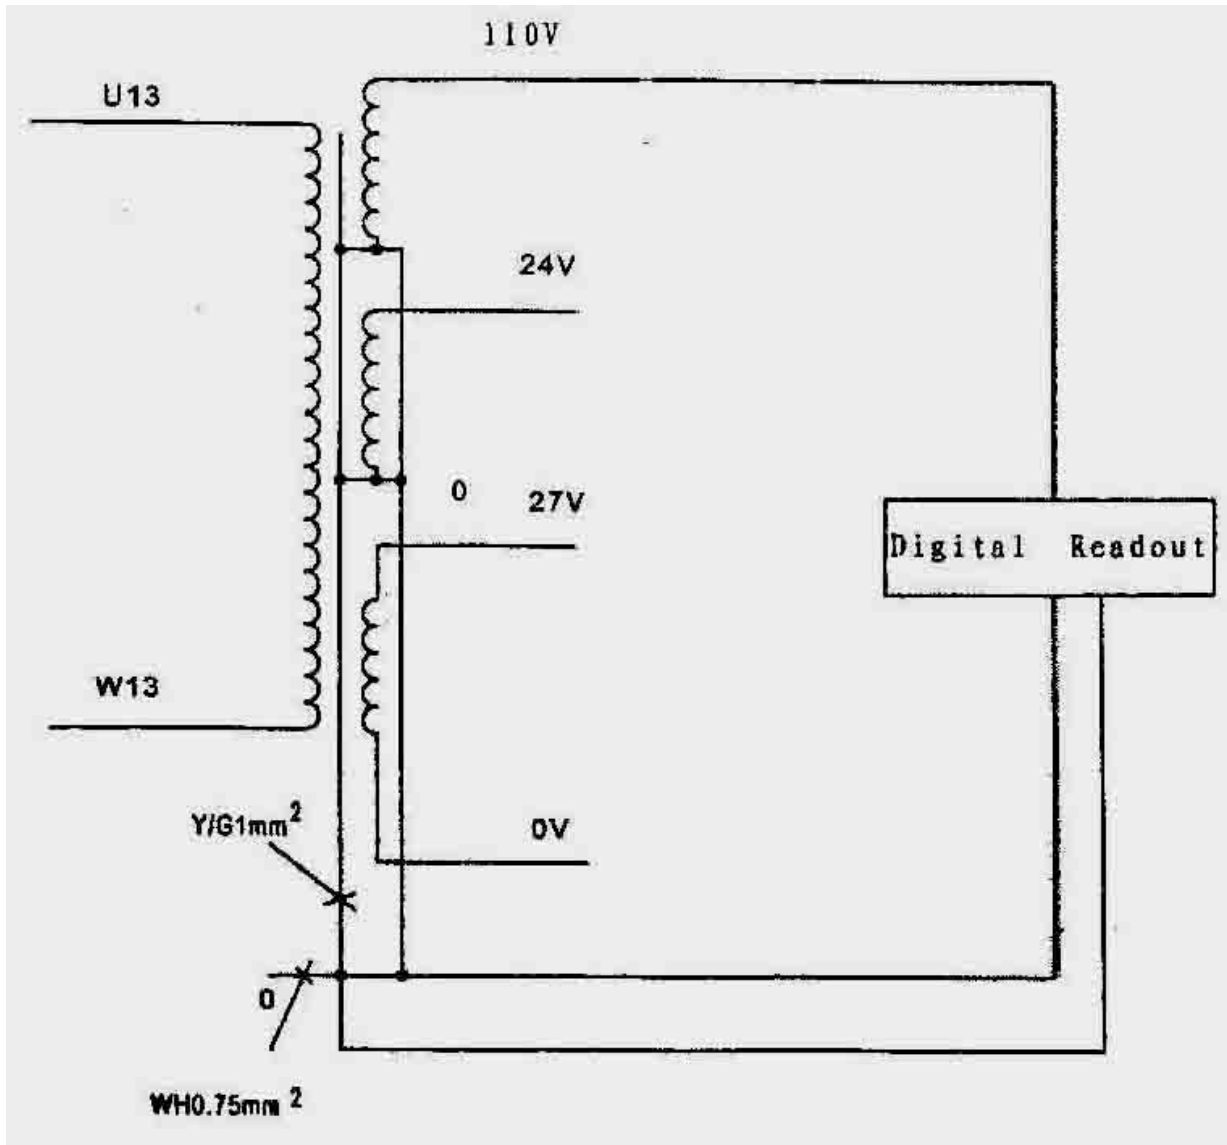 110V
U13
24V
0 27V
Digital Readout
W13
Y/G1mm²
0V
0
WH0.75mm²